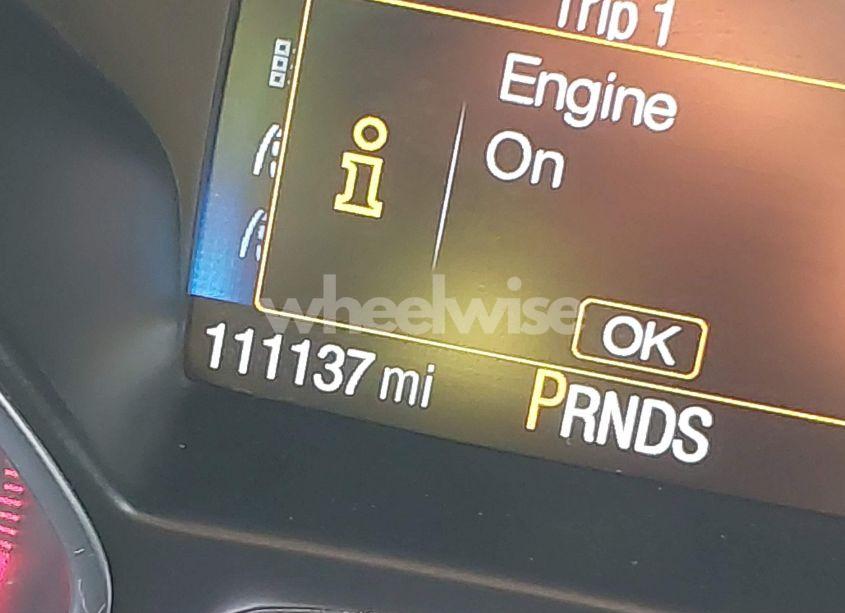 Trip 1
Engine
On
wheelwise
OK
111137 mi
PRNDS